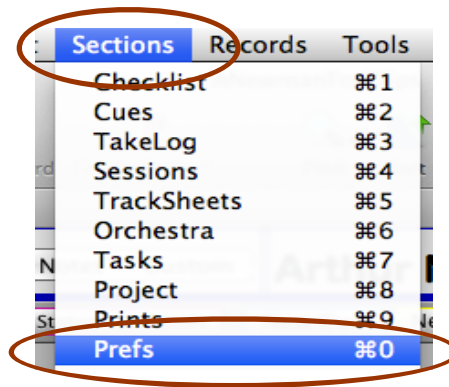 Sections Records Tools
Checklist ⌘1
Cues ⌘2
TakeLog ⌘3
Sessions ⌘4
TrackSheets ⌘5
Orchestra ⌘6
Tasks ⌘7
Project ⌘8
Prints ⌘9
Prefs ⌘0